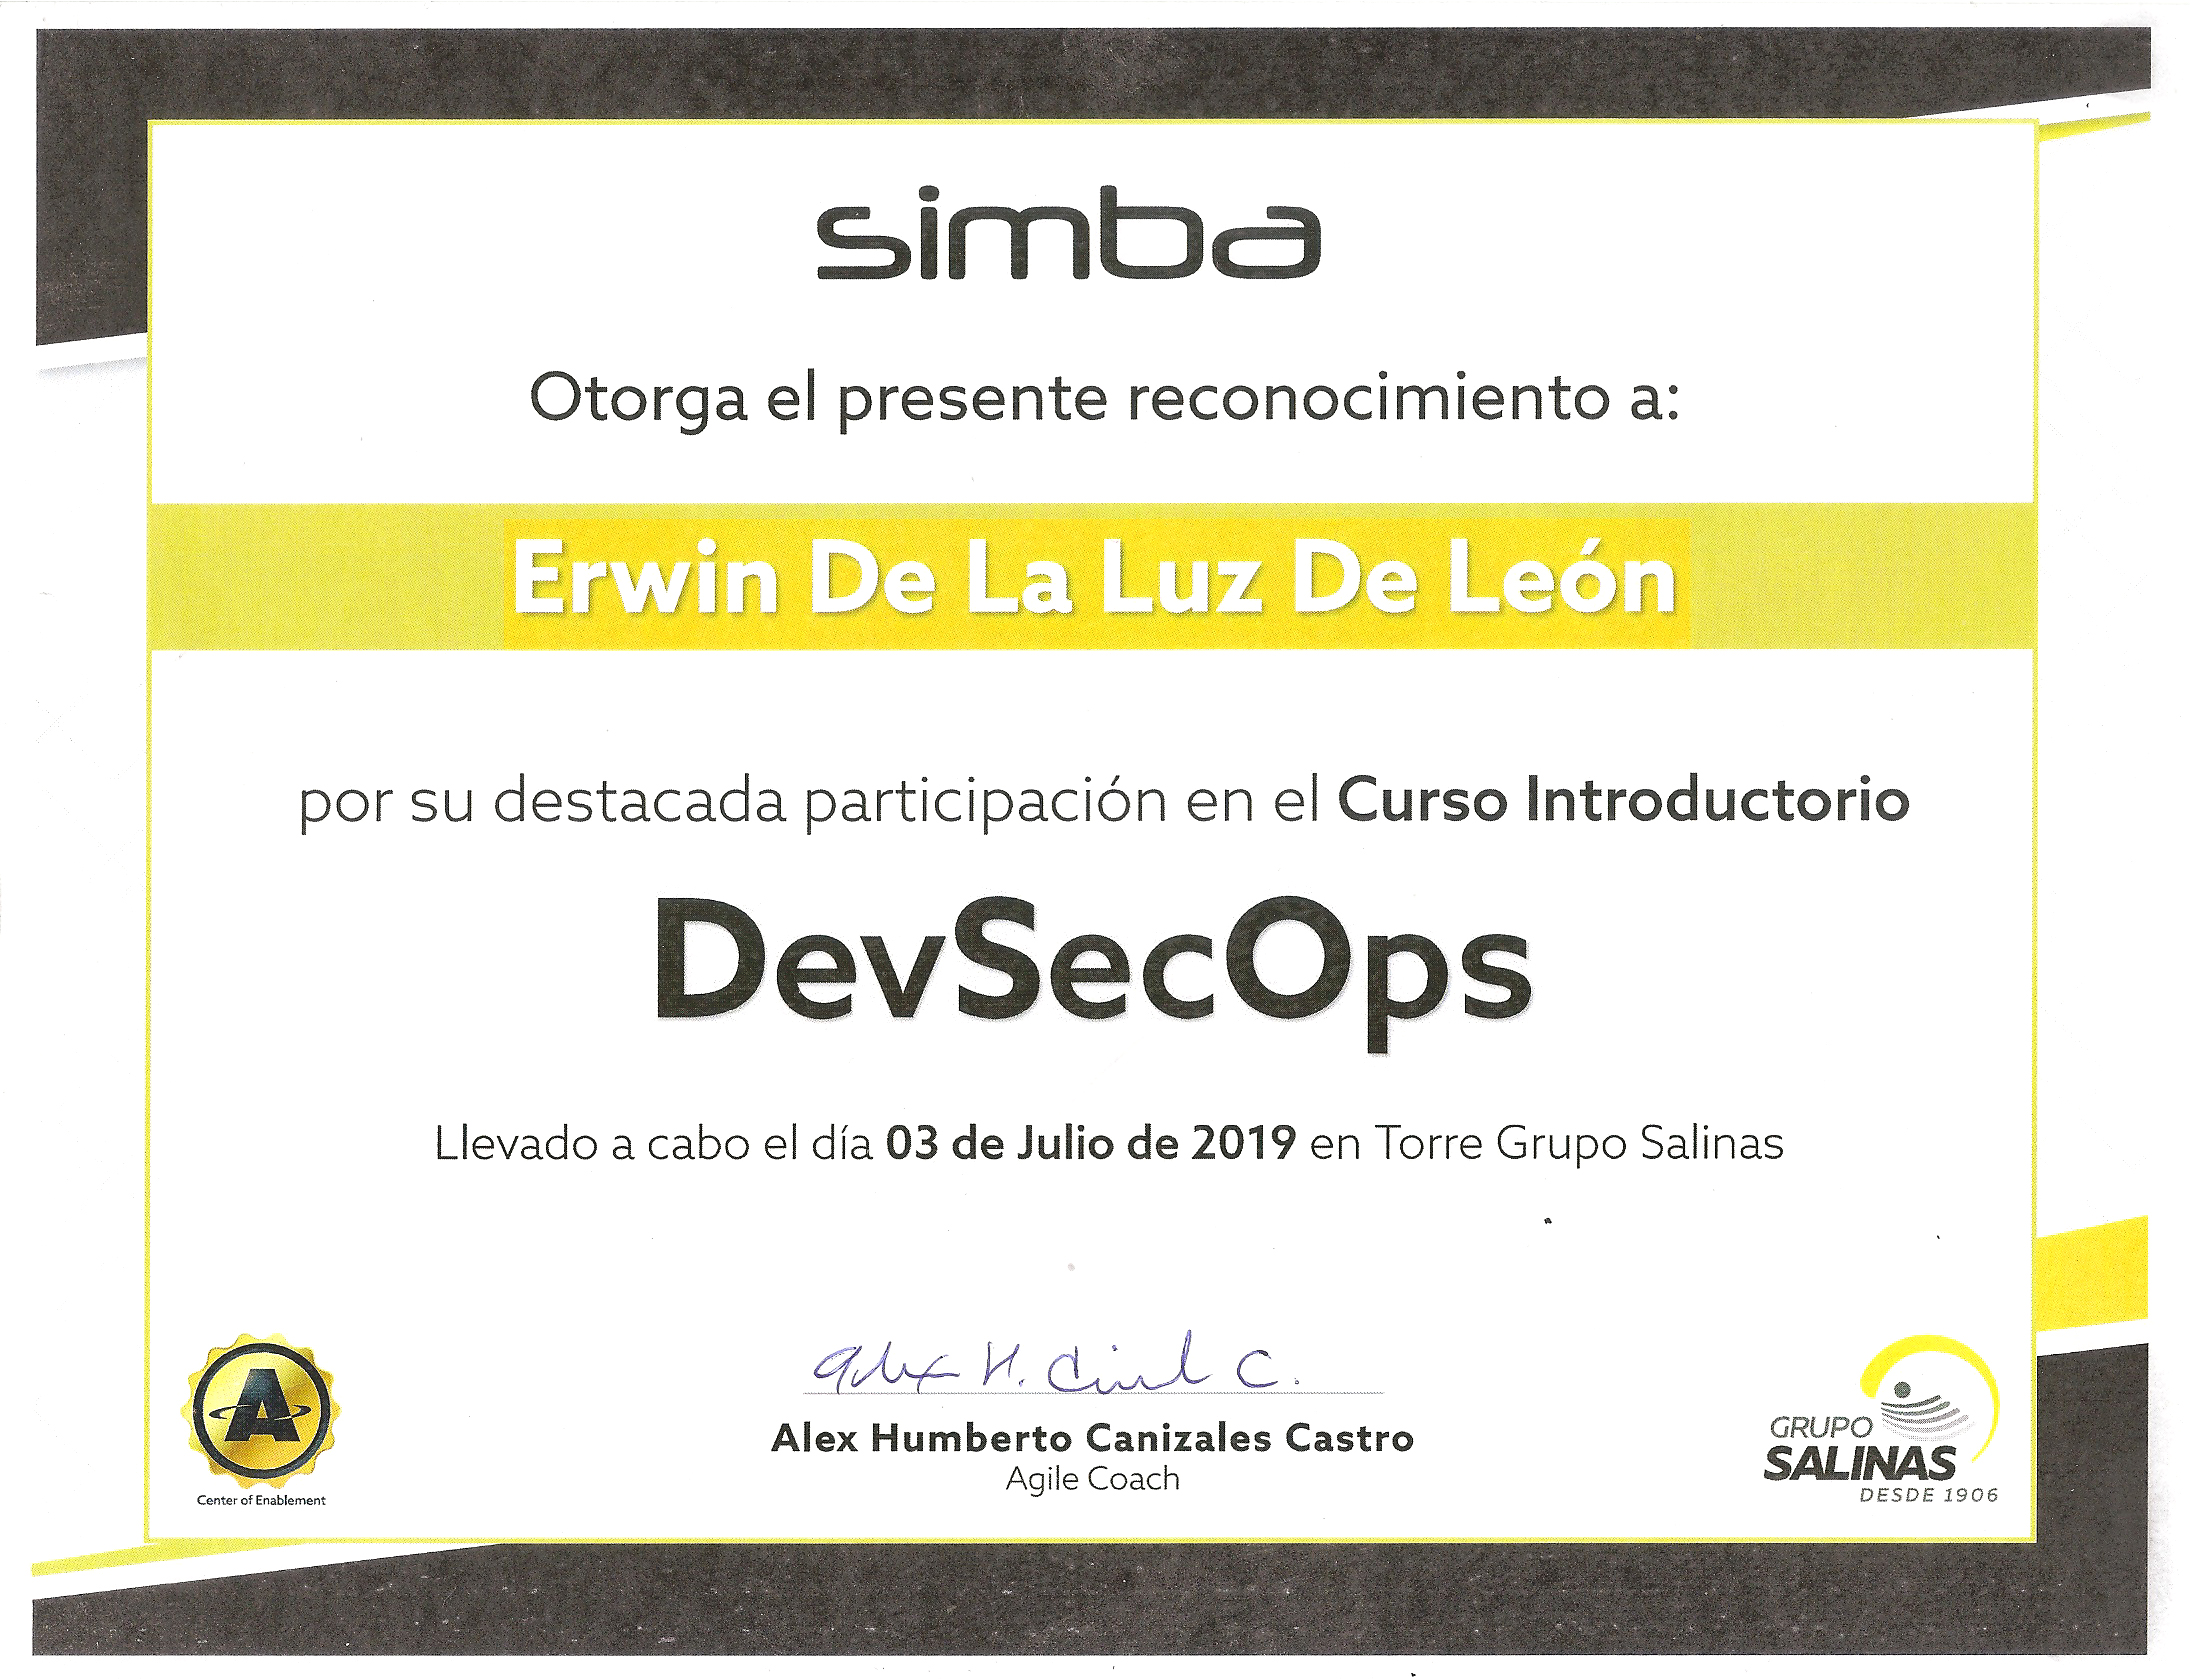 simba
Otorga el presente reconocimiento a:
Erwin De La Luz De León
por su destacada participación en el Curso Introductorio
DevSecOps
Llevado a cabo el día 03 de Julio de 2019 en Torre Grupo Salinas
Alex H. C.
Alex Humberto Canizales Castro
Agile Coach
A
Center of Enablement
GRUPO
SALINAS
DESDE 1906